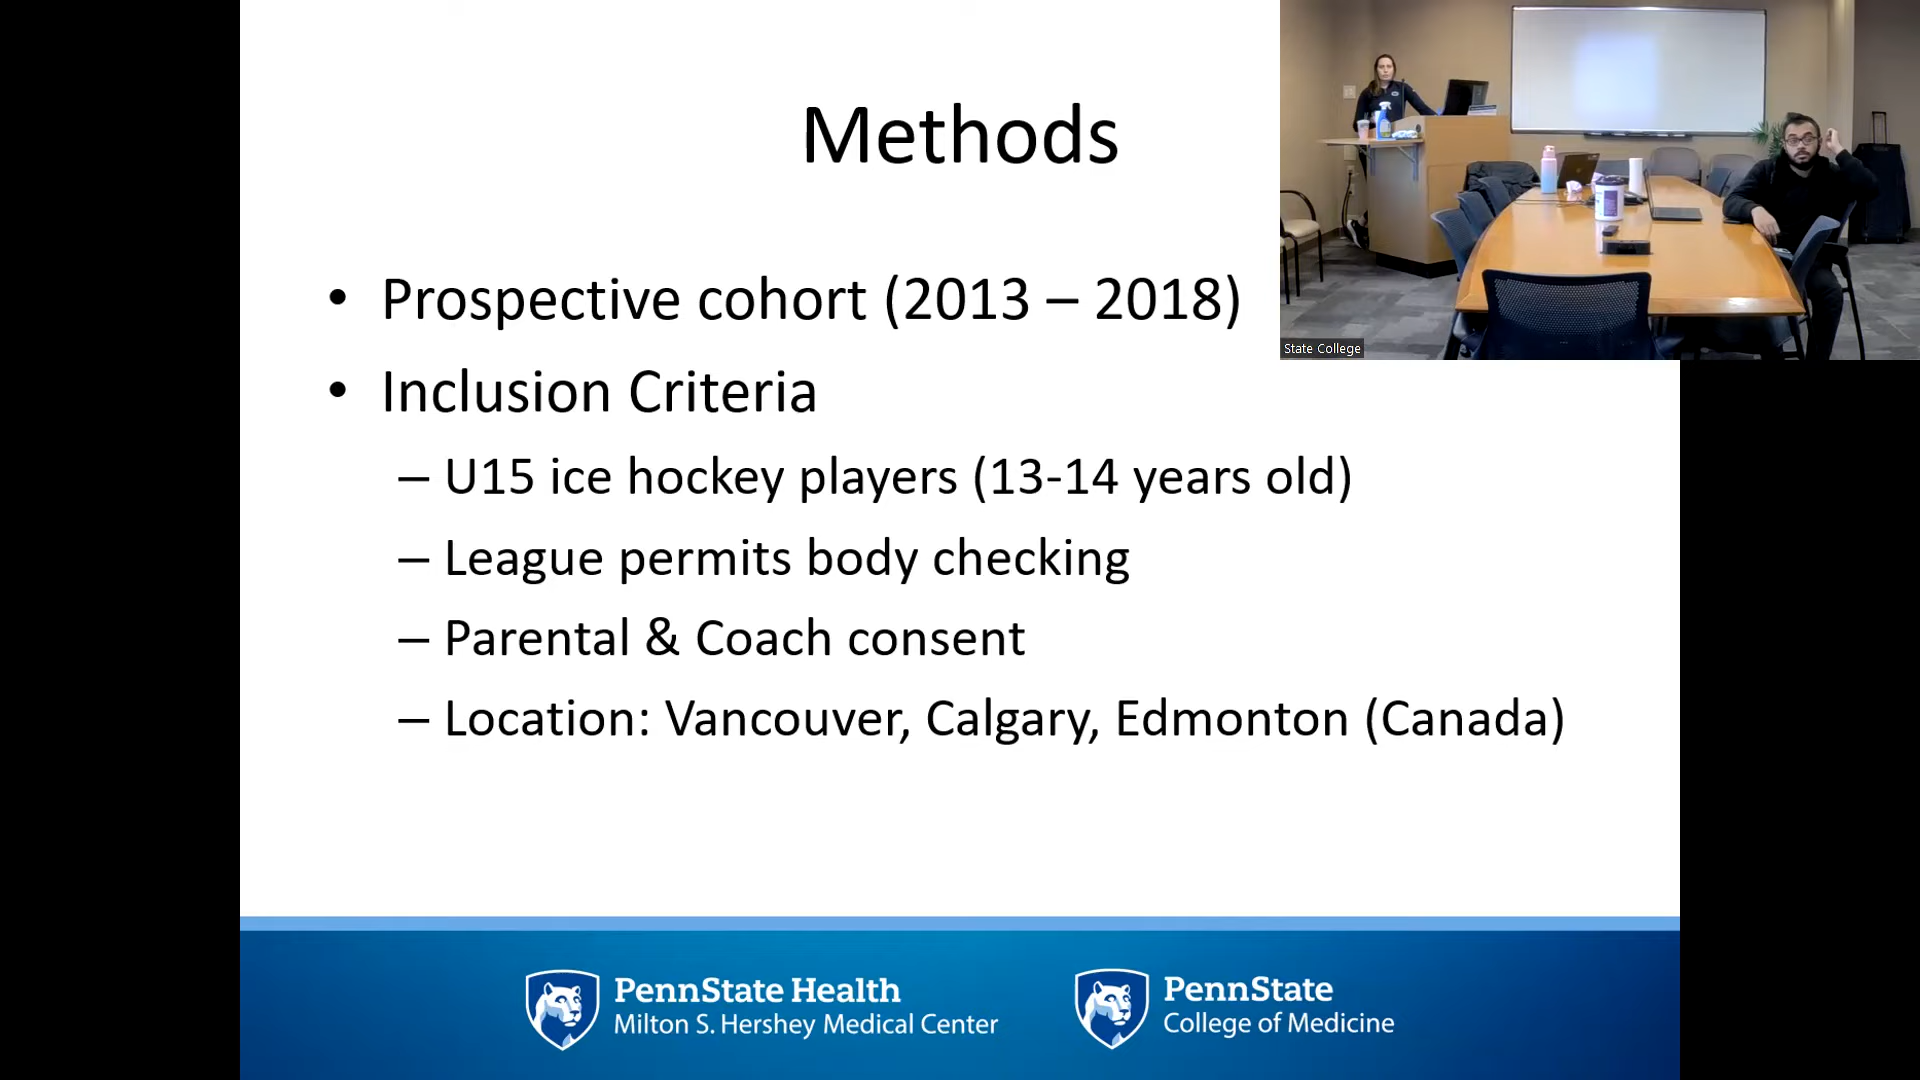 Methods
• Prospective cohort (2013 – 2018)
• Inclusion Criteria
– U15 ice hockey players (13-14 years old)
– League permits body checking
– Parental & Coach consent
– Location: Vancouver, Calgary, Edmonton (Canada)
State College
PennState Health
Milton S. Hershey Medical Center
PennState
College of Medicine